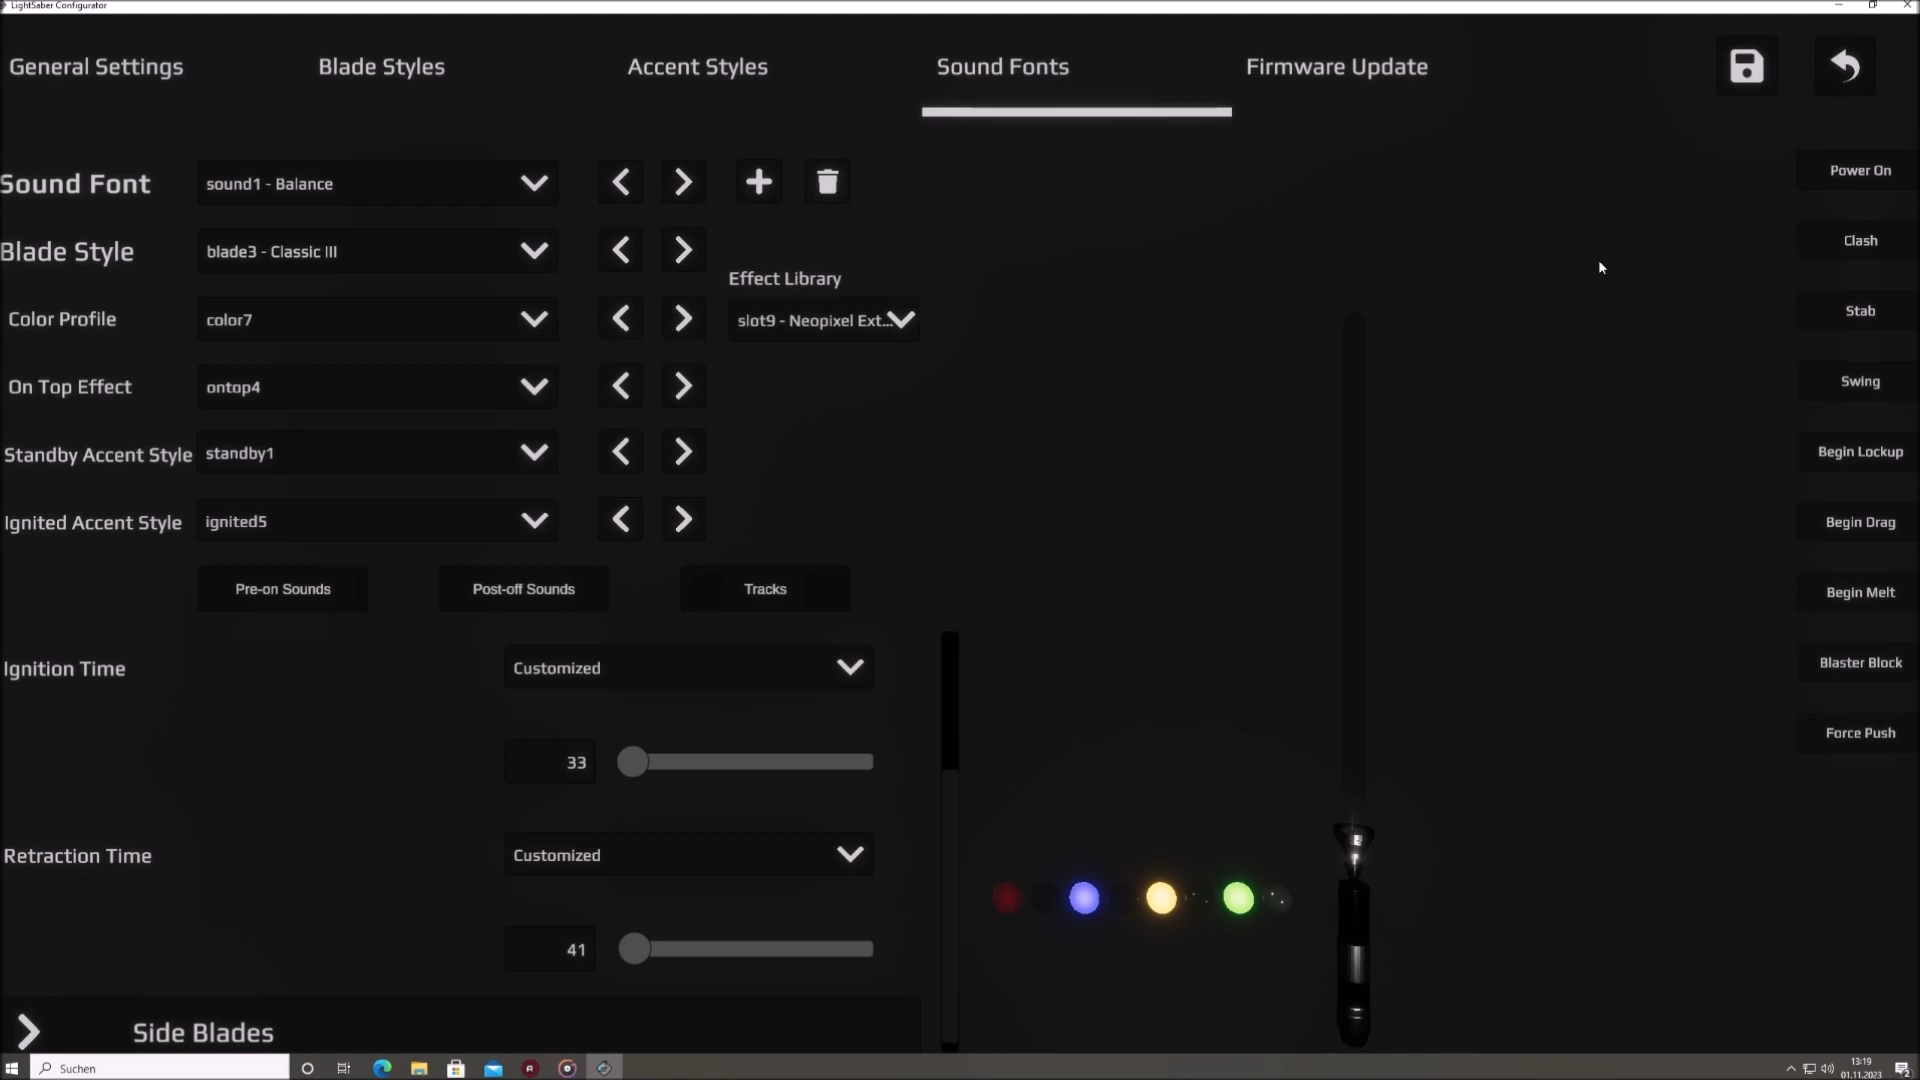 LightSaber Configurator
General Settings
Blade Styles
Accent Styles
Sound Fonts
Firmware Update
Sound Font
sound1 - Balance
Power On
Blade Style
blade3 - Classic III
Clash
Effect Library
Color Profile
color7
slot9 - Neopixel Ext...
Stab
On Top Effect
ontop4
Swing
Standby Accent Style
standby1
Begin Lockup
Ignited Accent Style
ignited5
Begin Drag
Pre-on Sounds
Post-off Sounds
Tracks
Begin Melt
Ignition Time
Customized
Blaster Block
33
Force Push
Retraction Time
Customized
41
Side Blades
Suchen
13:19
01.11.2023
2